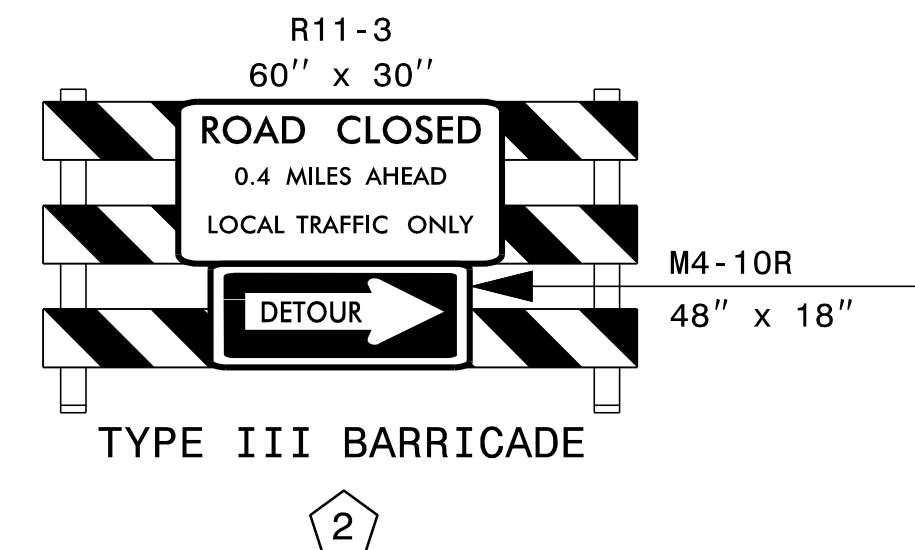 R11-3
60" x 30"
ROAD CLOSED
0.4 MILES AHEAD
LOCAL TRAFFIC ONLY
DETOUR
M4-10R
48" x 18"
TYPE III BARRICADE
2